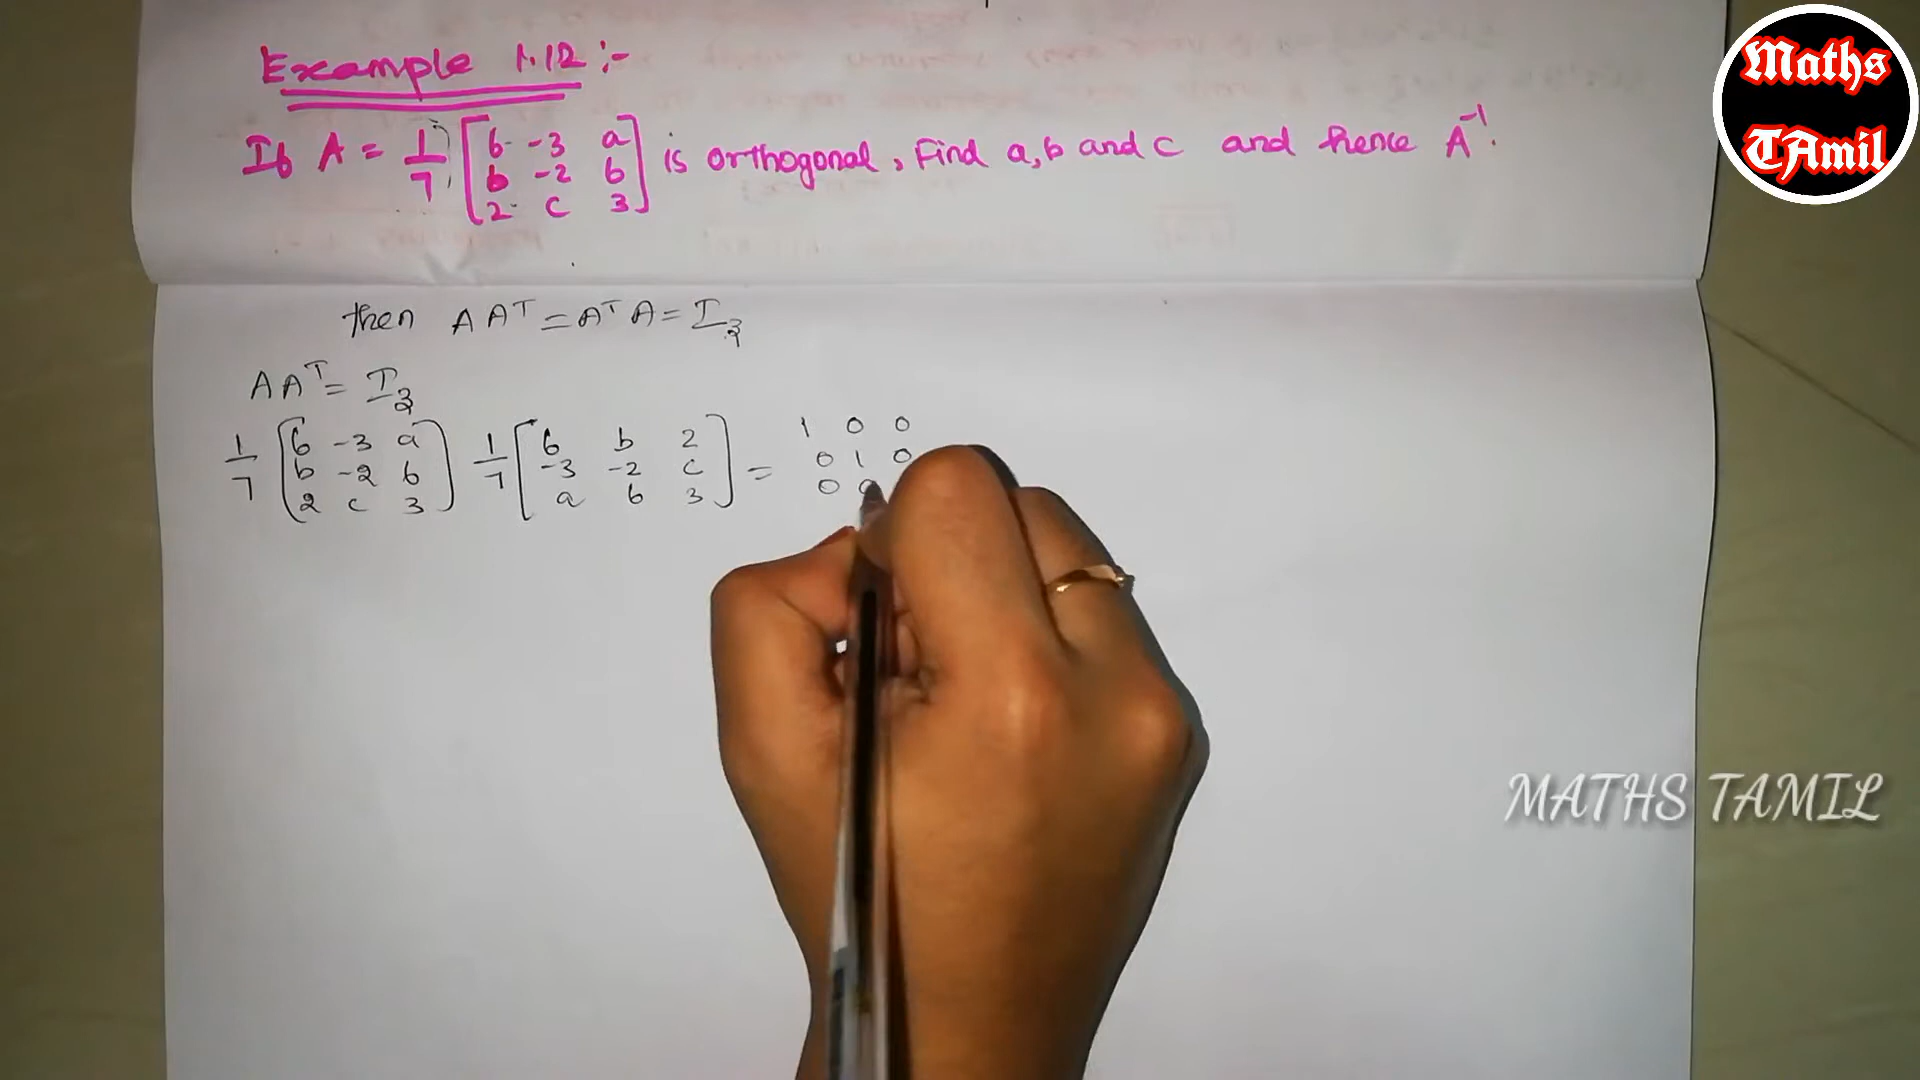 Example 1.12 :-
If A = 1/7 [6 -3 a
b -2 6
2 c 3] is orthogonal, Find a, b and c and hence A⁻¹.
then AAᵀ = AᵀA = I₃
AAᵀ = I₃
1/7 [6 -3 a
b -2 6
2 c 3] 1/7 [6 b 2
-3 -2 c
a 6 3] = 1 0 0
0 1 0
0 0
Maths
TAmil
MATHS TAMIL